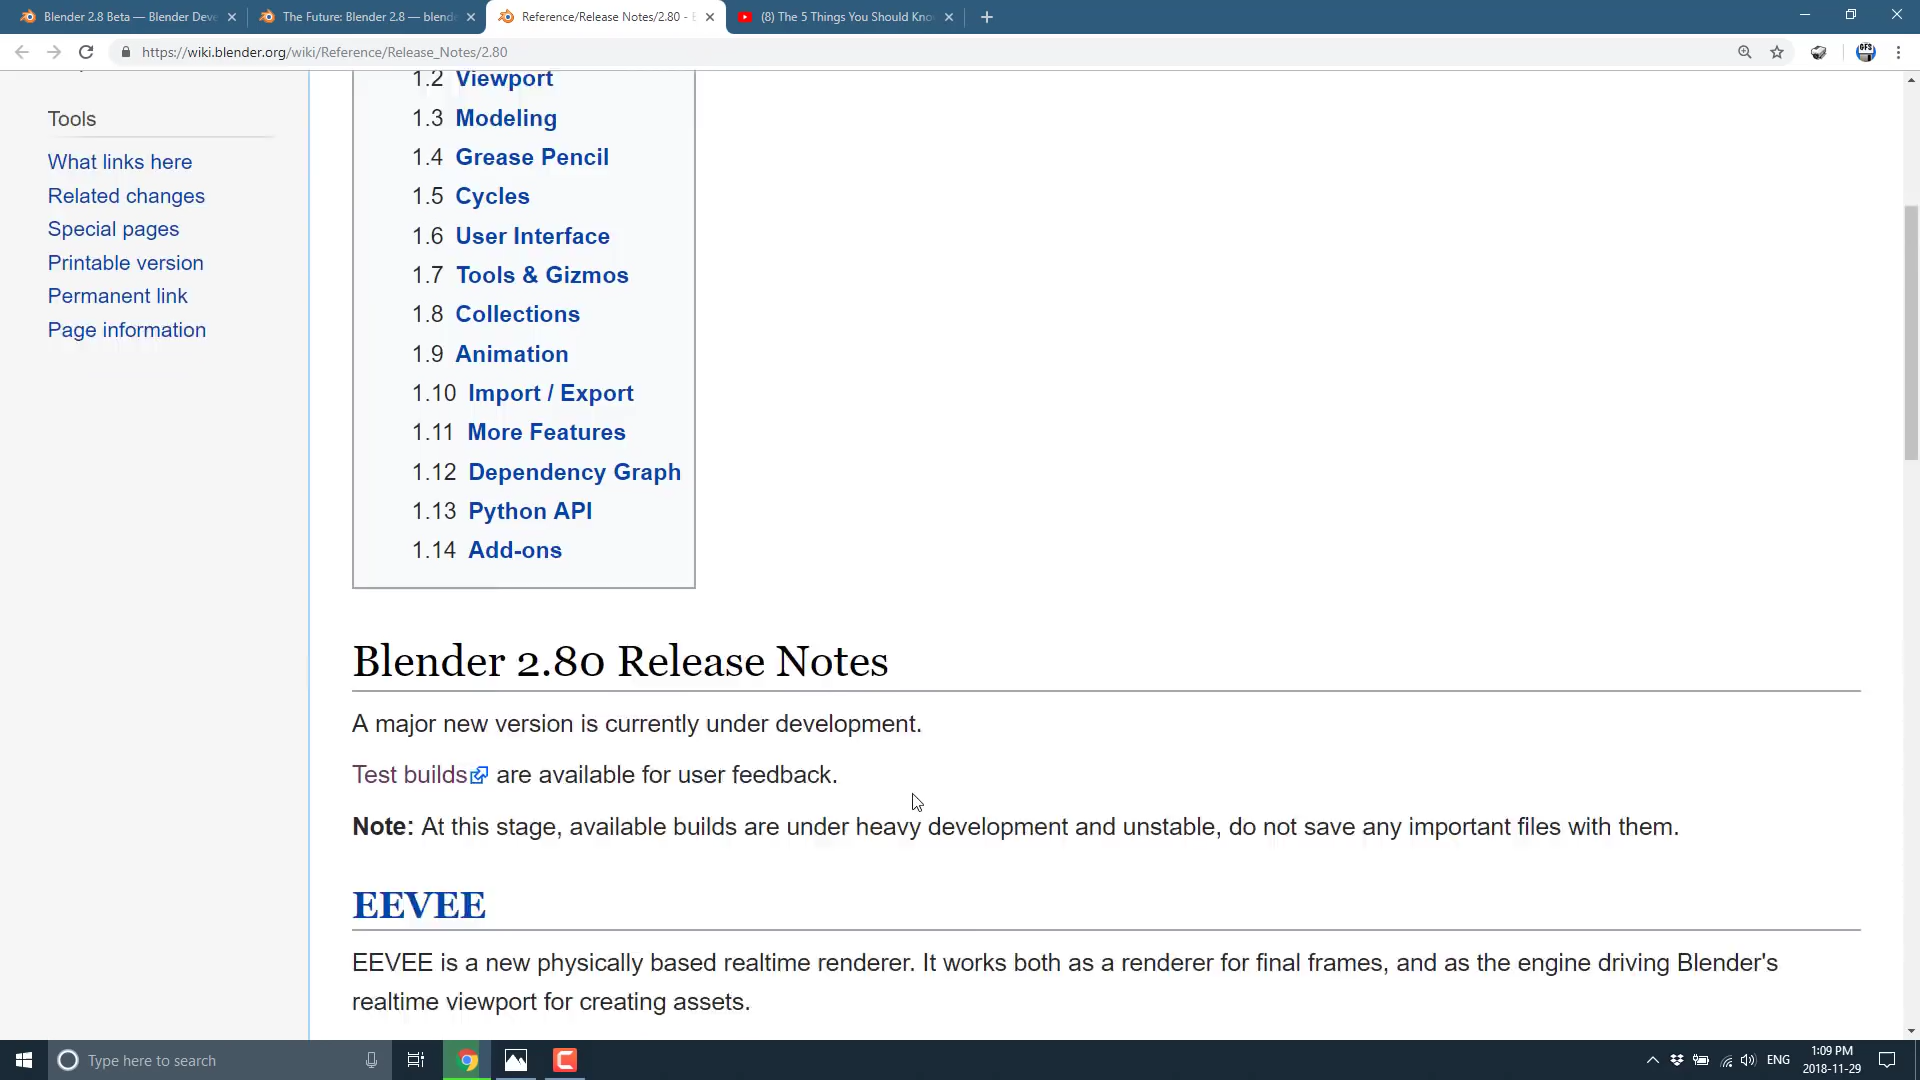 Blender 2.8 Beta — Blender Deve
The Future: Blender 2.8 — blende
Reference/Release Notes/2.80 - B
(8) The 5 Things You Should Kno
https://wiki.blender.org/wiki/Reference/Release_Notes/2.80
GFS
Tools
What links here
Related changes
Special pages
Printable version
Permanent link
Page information
1.2 Viewport
1.3 Modeling
1.4 Grease Pencil
1.5 Cycles
1.6 User Interface
1.7 Tools & Gizmos
1.8 Collections
1.9 Animation
1.10 Import / Export
1.11 More Features
1.12 Dependency Graph
1.13 Python API
1.14 Add-ons
Blender 2.80 Release Notes
A major new version is currently under development.
Test builds are available for user feedback.
Note: At this stage, available builds are under heavy development and unstable, do not save any important files with them.
EEVEE
EEVEE is a new physically based realtime renderer. It works both as a renderer for final frames, and as the engine driving Blender's
realtime viewport for creating assets.
Type here to search
ENG
1:09 PM
2018-11-29